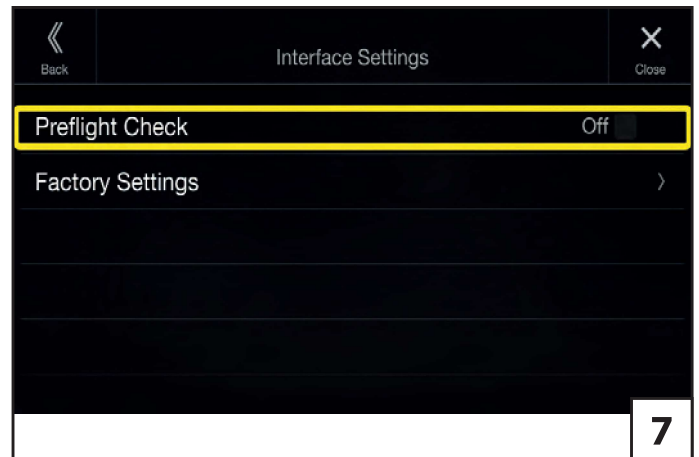 Back
Interface Settings
Close
Preflight Check Off
Factory Settings
7